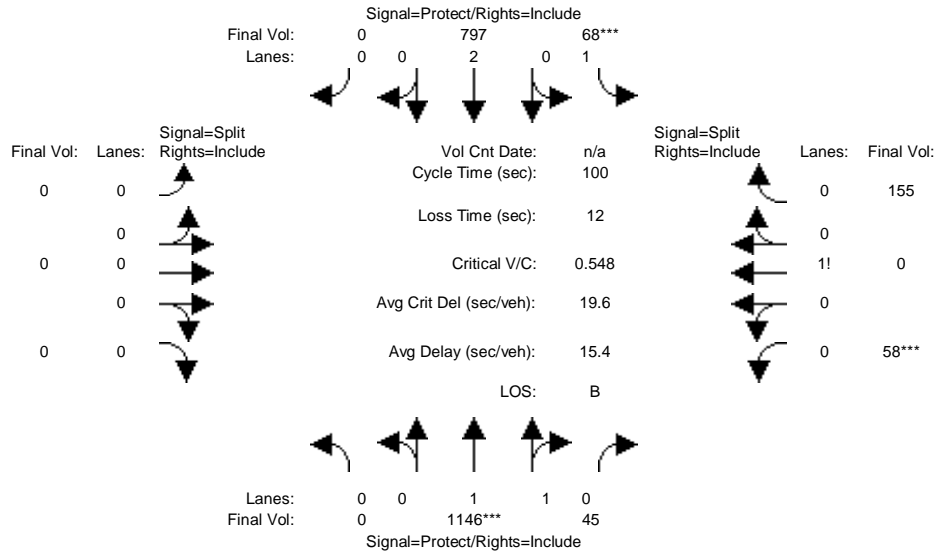 Signal=Protect/Rights=Include
Final Vol: 0 797 68***
Lanes: 0 0 2 0 1
Signal=Split Signal=Split
Final Vol: Lanes: Rights=Include Vol Cnt Date: n/a Rights=Include Lanes: Final Vol:
Cycle Time (sec): 100
0 0 0 155
Loss Time (sec): 12
0 0
0 0 Critical V/C: 0.548 1! 0
0 Avg Crit Del (sec/veh): 19.6 0
0 0 Avg Delay (sec/veh): 15.4 0 58***
LOS: B
Lanes: 0 0 1 1 0
Final Vol: 0 1146*** 45
Signal=Protect/Rights=Include